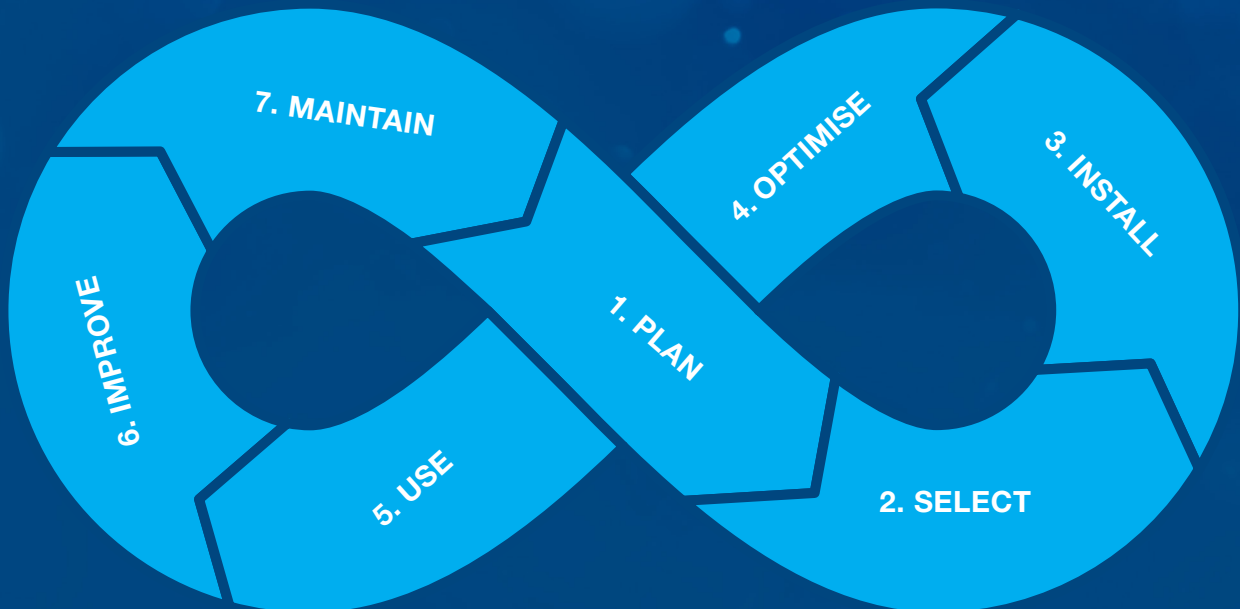 1. PLAN
2. SELECT
3. INSTALL
4. OPTIMISE
5. USE
6. IMPROVE
7. MAINTAIN